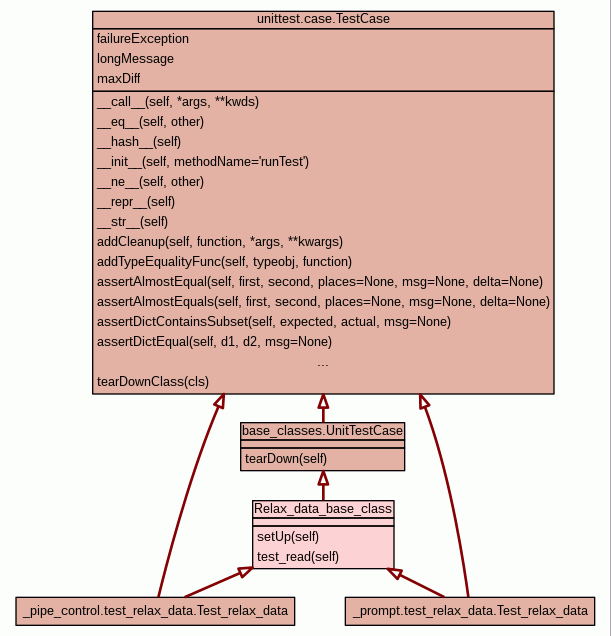 unittest.case.TestCase
failureException
longMessage
maxDiff
__call__(self, *args, **kwds)
__eq__(self, other)
__hash__(self)
__init__(self, methodName='runTest')
__ne__(self, other)
__repr__(self)
__str__(self)
addCleanup(self, function, *args, **kwargs)
addTypeEqualityFunc(self, typeobj, function)
assertAlmostEqual(self, first, second, places=None, msg=None, delta=None)
assertAlmostEquals(self, first, second, places=None, msg=None, delta=None)
assertDictContainsSubset(self, expected, actual, msg=None)
assertDictEqual(self, d1, d2, msg=None)
...
tearDownClass(cls)
base_classes.UnitTestCase
tearDown(self)
Relax_data_base_class
setUp(self)
test_read(self)
_pipe_control.test_relax_data.Test_relax_data
_prompt.test_relax_data.Test_relax_data